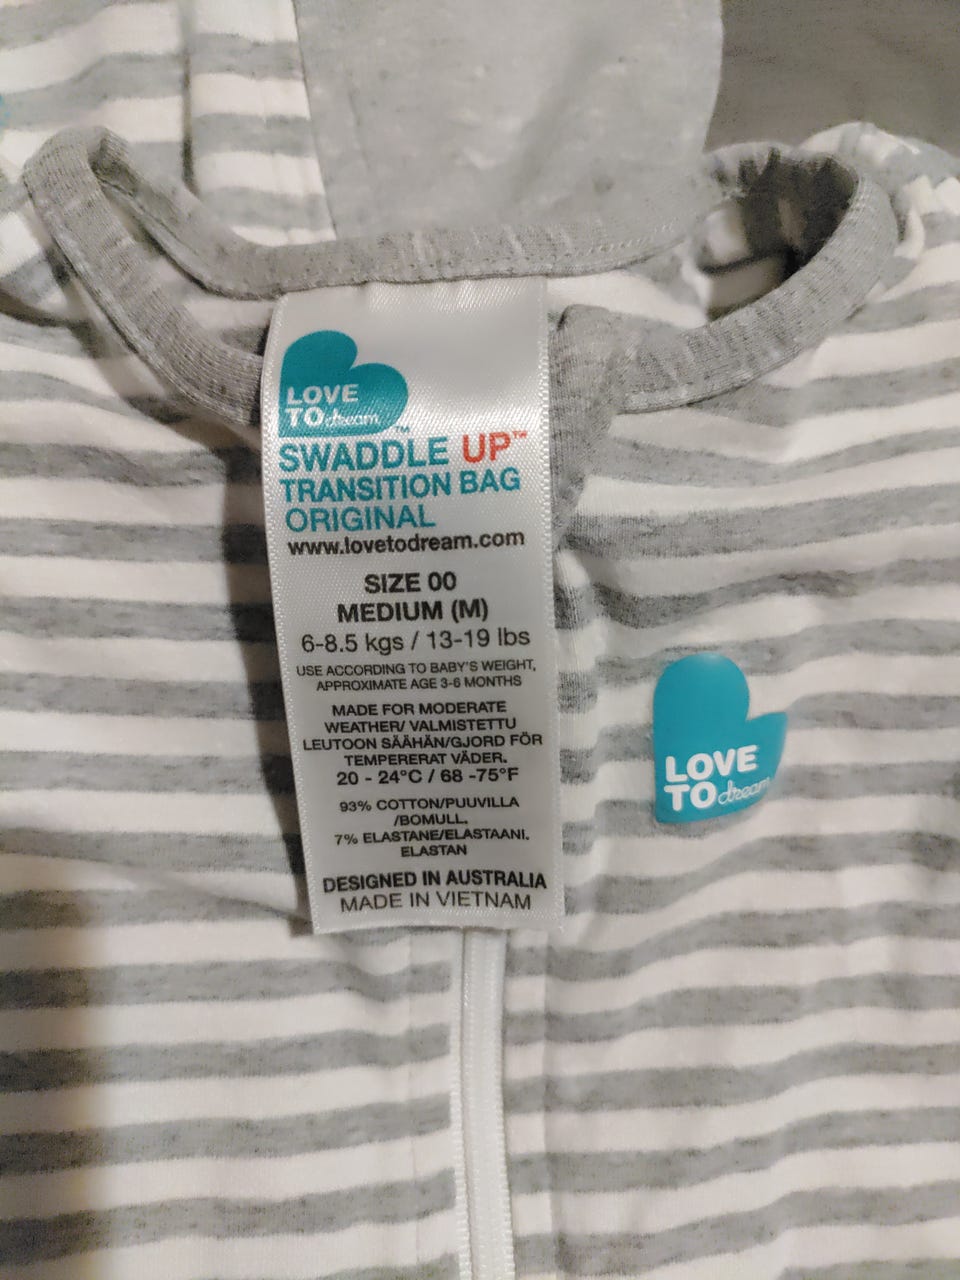 LOVE
TO dream™
SWADDLE UP™
TRANSITION BAG
ORIGINAL
www.lovetodream.com
SIZE 00
MEDIUM (M)
6-8.5 kgs / 13-19 lbs
USE ACCORDING TO BABY'S WEIGHT,
APPROXIMATE AGE 3-6 MONTHS
MADE FOR MODERATE
WEATHER/ VALMISTETTU
LEUTOON SÄÄHÄN/GJORD FÖR
TEMPERERAT VÄDER.
20 - 24°C / 68 -75°F
93% COTTON/PUUVILLA
/BOMULL.
7% ELASTANE/ELASTAANI.
ELASTAN
DESIGNED IN AUSTRALIA
MADE IN VIETNAM
LOVE
TO dream